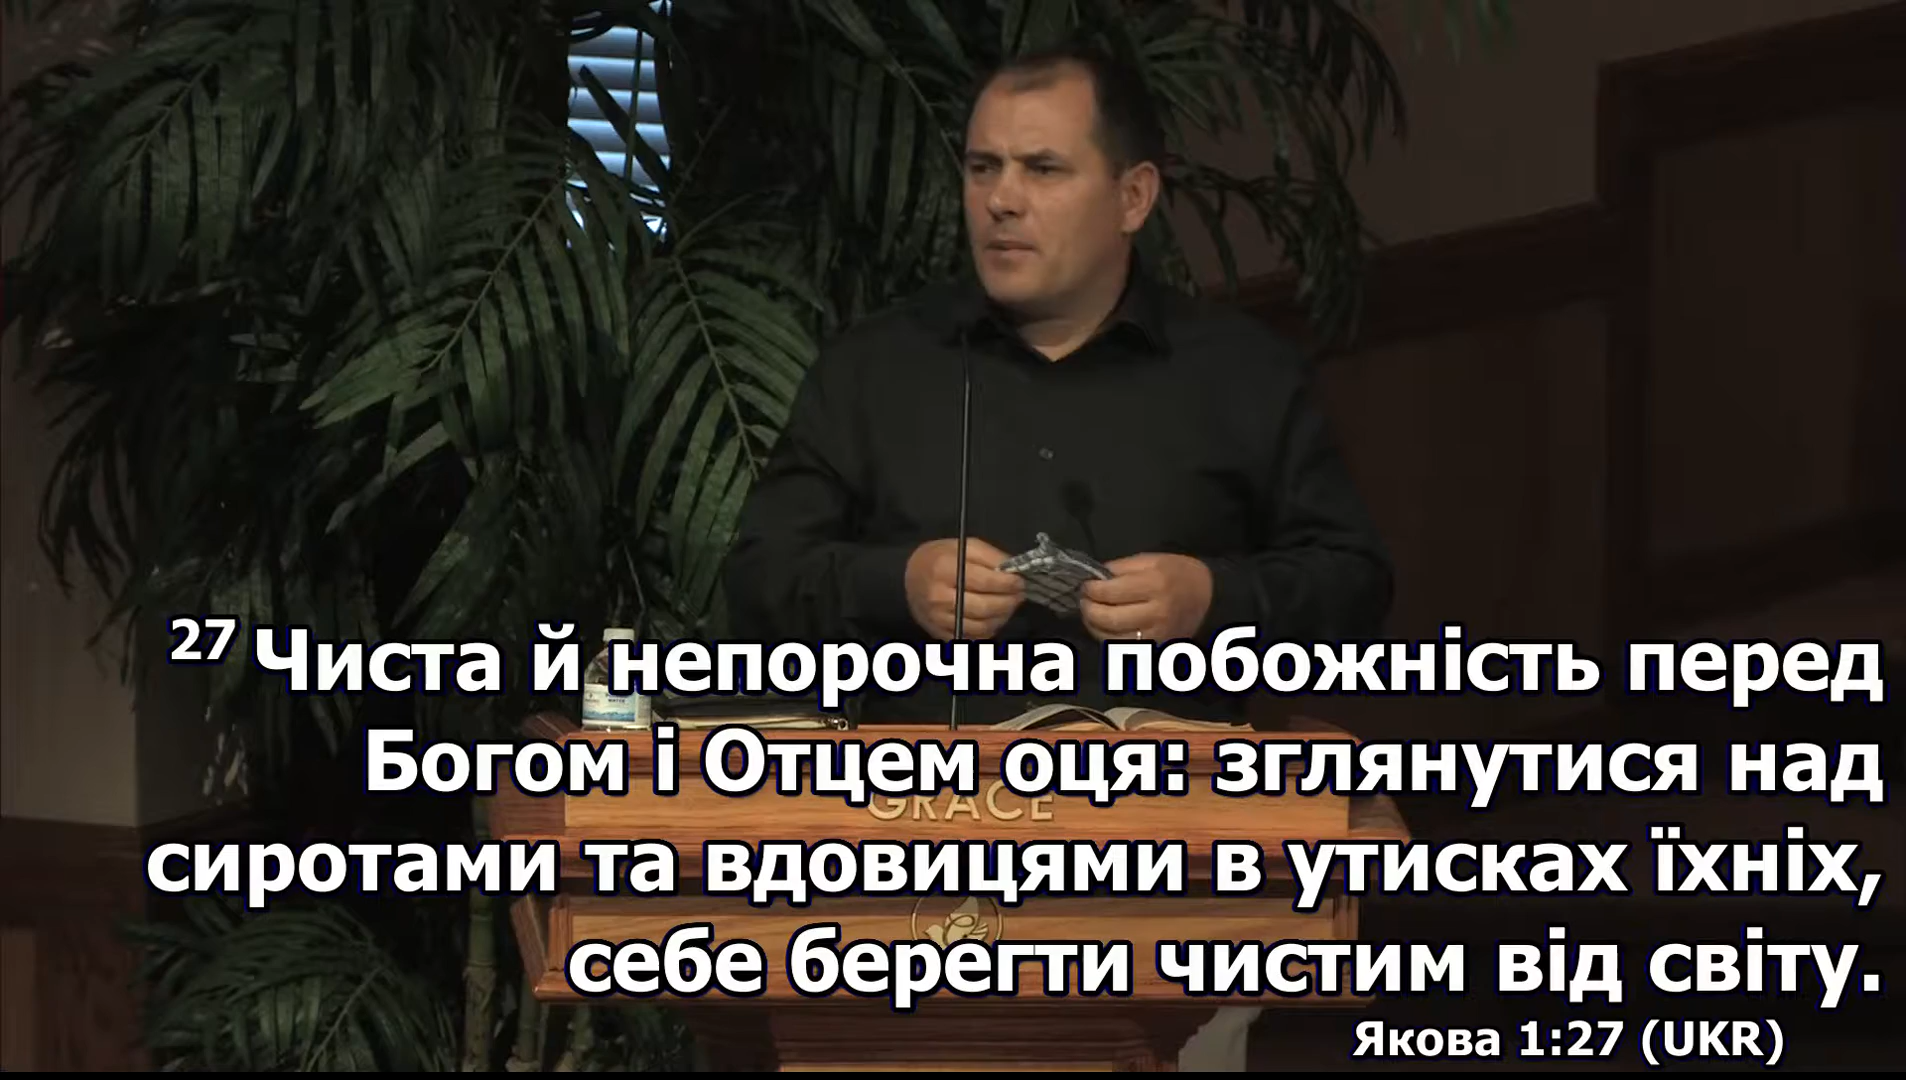 27 Чиста й непорочна побожність перед
Богом і Отцем оця: зглянутися над
GRACE
сиротами та вдовицями в утисках їхніх,
себе берегти чистим від світу.
Якова 1:27 (UKR)